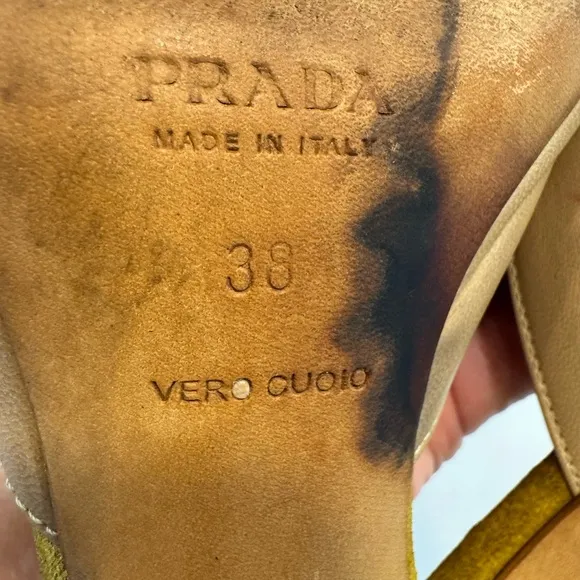 PRADA
MADE IN ITALY
38
VERO CUOIO